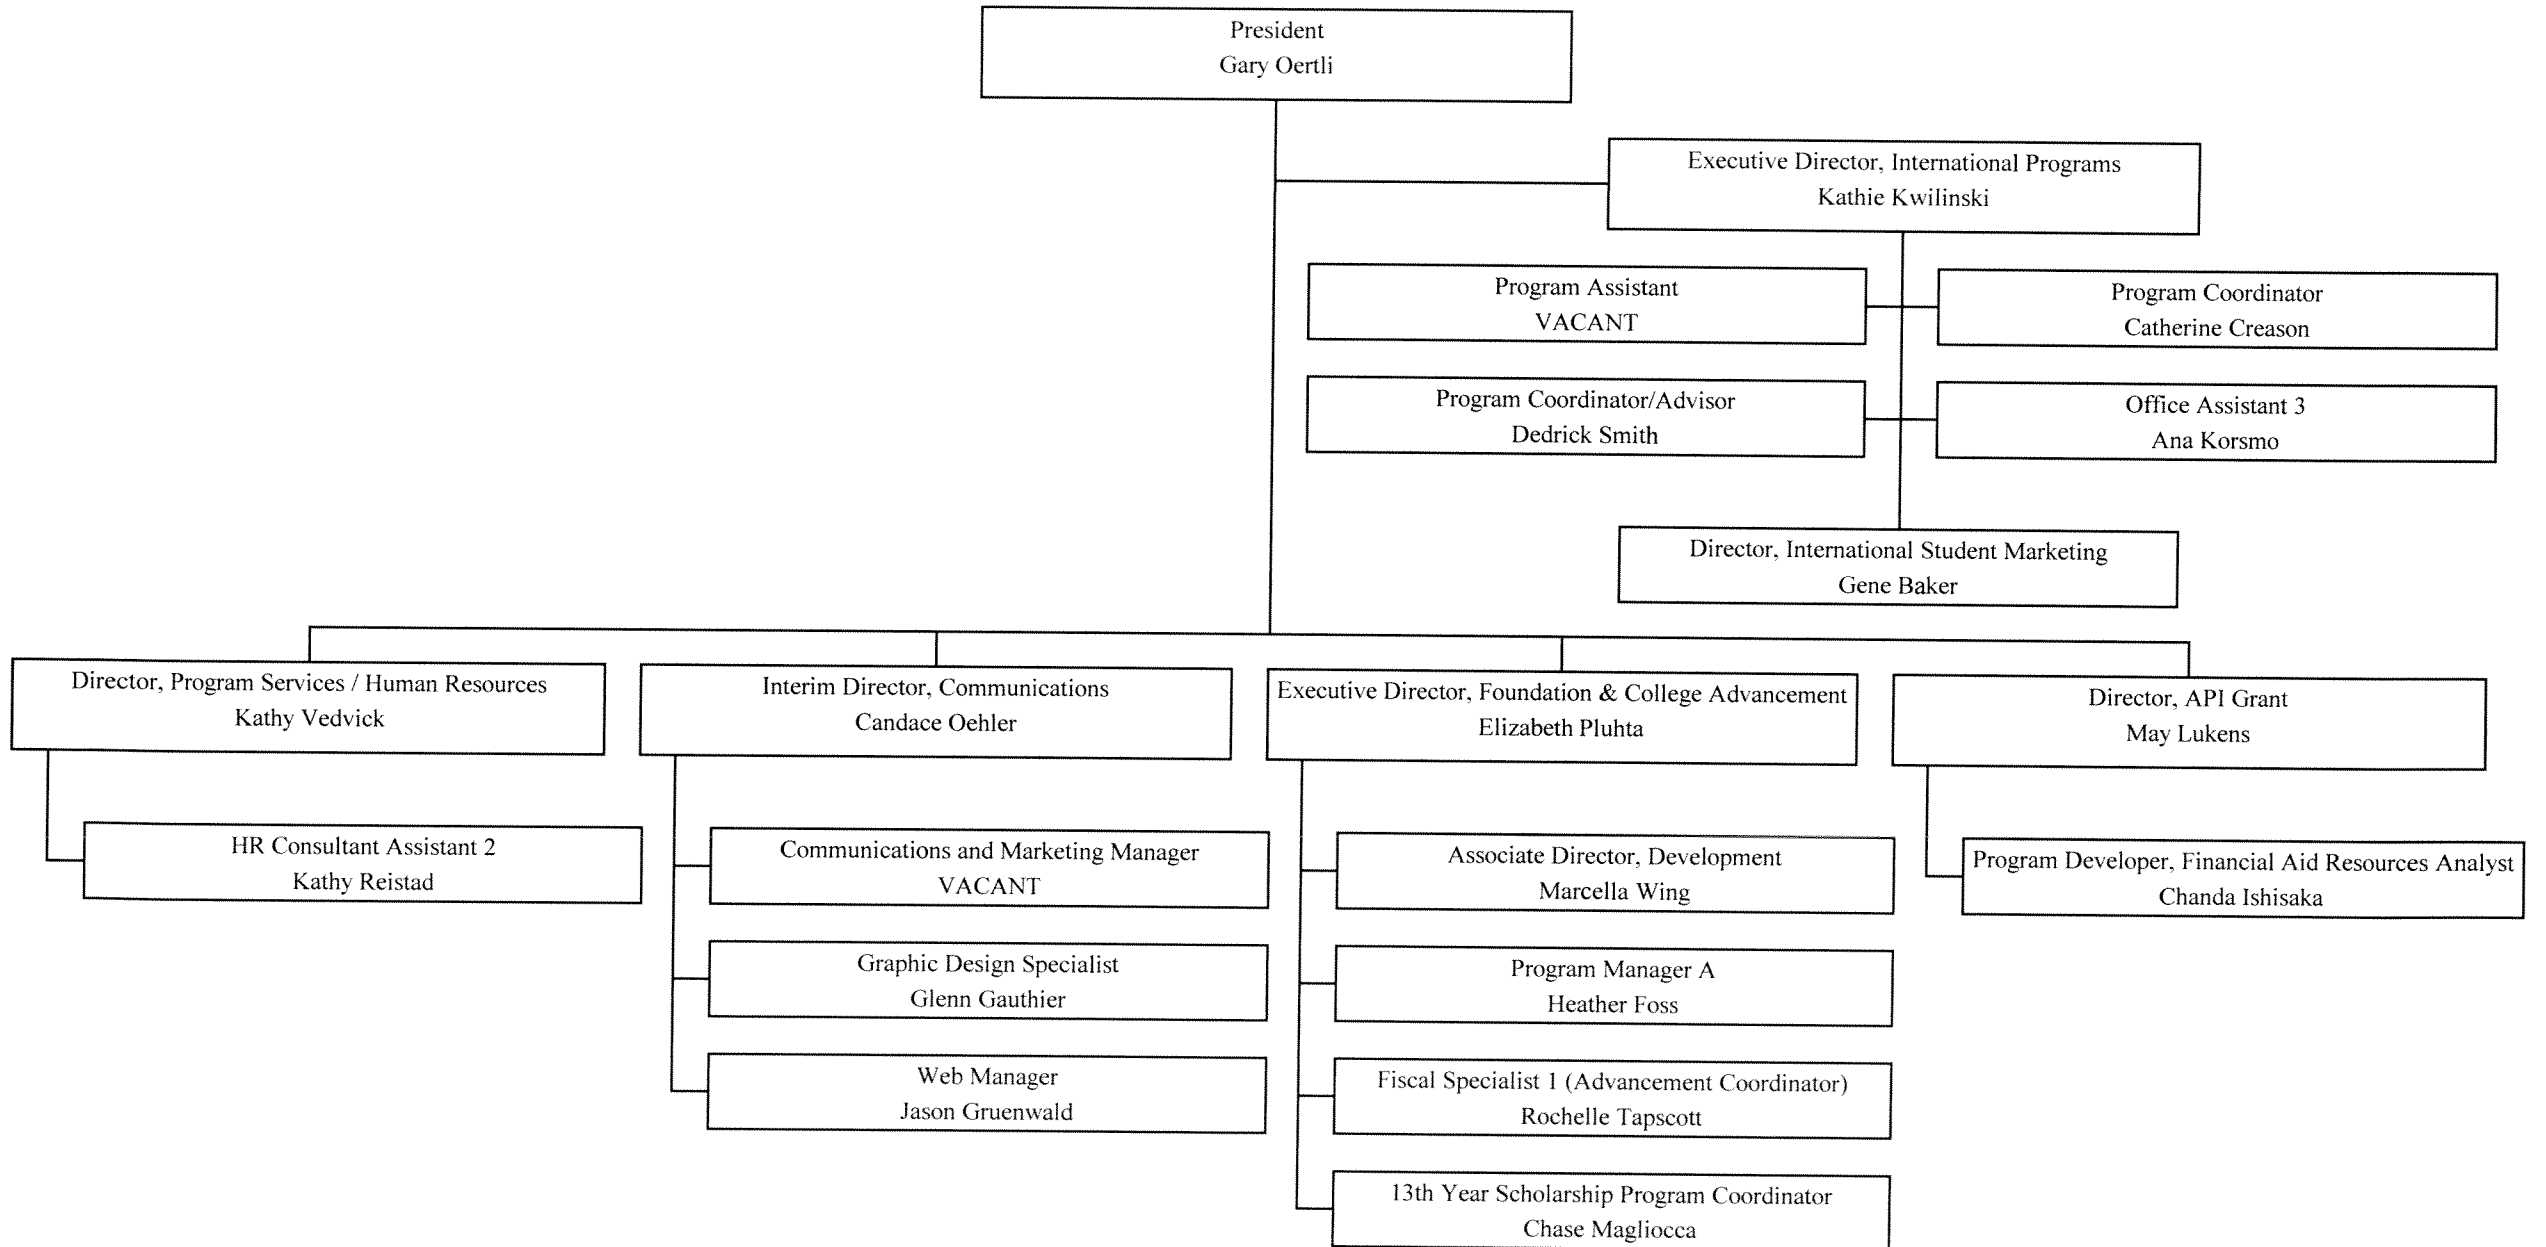 President
Gary Oertli
Executive Director, International Programs
Kathie Kwilinski
Program Assistant
VACANT
Program Coordinator
Catherine Creason
Program Coordinator/Advisor
Dedrick Smith
Office Assistant 3
Ana Korsmo
Director, International Student Marketing
Gene Baker
Director, Program Services / Human Resources
Kathy Vedvick
HR Consultant Assistant 2
Kathy Reistad
Interim Director, Communications
Candace Oehler
Communications and Marketing Manager
VACANT
Graphic Design Specialist
Glenn Gauthier
Web Manager
Jason Gruenwald
Executive Director, Foundation & College Advancement
Elizabeth Pluhta
Associate Director, Development
Marcella Wing
Program Manager A
Heather Foss
Fiscal Specialist 1 (Advancement Coordinator)
Rochelle Tapscott
13th Year Scholarship Program Coordinator
Chase Magliocca
Director, API Grant
May Lukens
Program Developer, Financial Aid Resources Analyst
Chanda Ishisaka